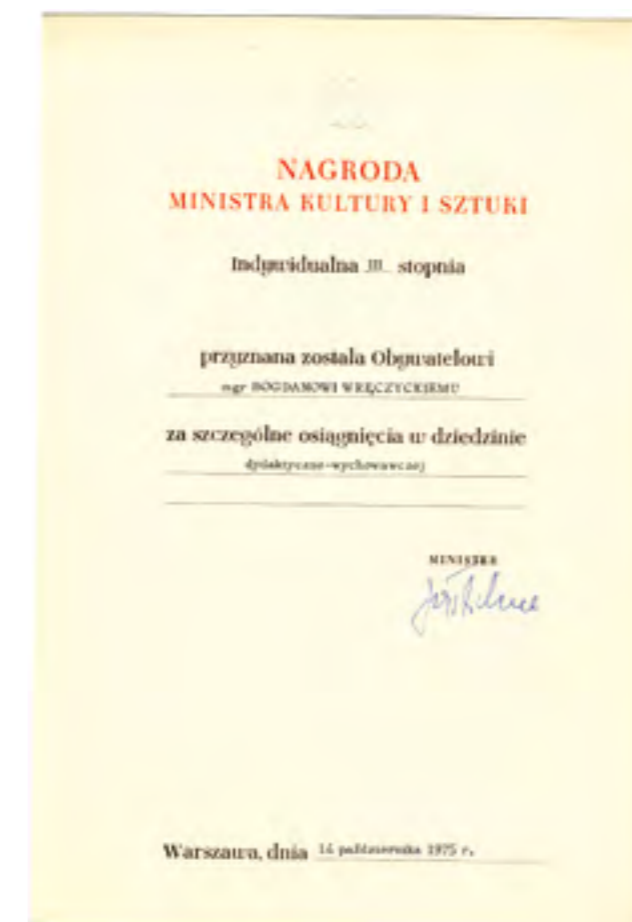 NAGRODA
MINISTRA KULTURY I SZTUKI
Indywidualna III stopnia
przyznana została Obywatelowi
mgr BOGDANOWI WRĘCZYCKIEMU
za szczególne osiągnięcia w dziedzinie
dydaktyczno-wychowawczej
MINISTER
Warszawa, dnia 14 października 1975 r.